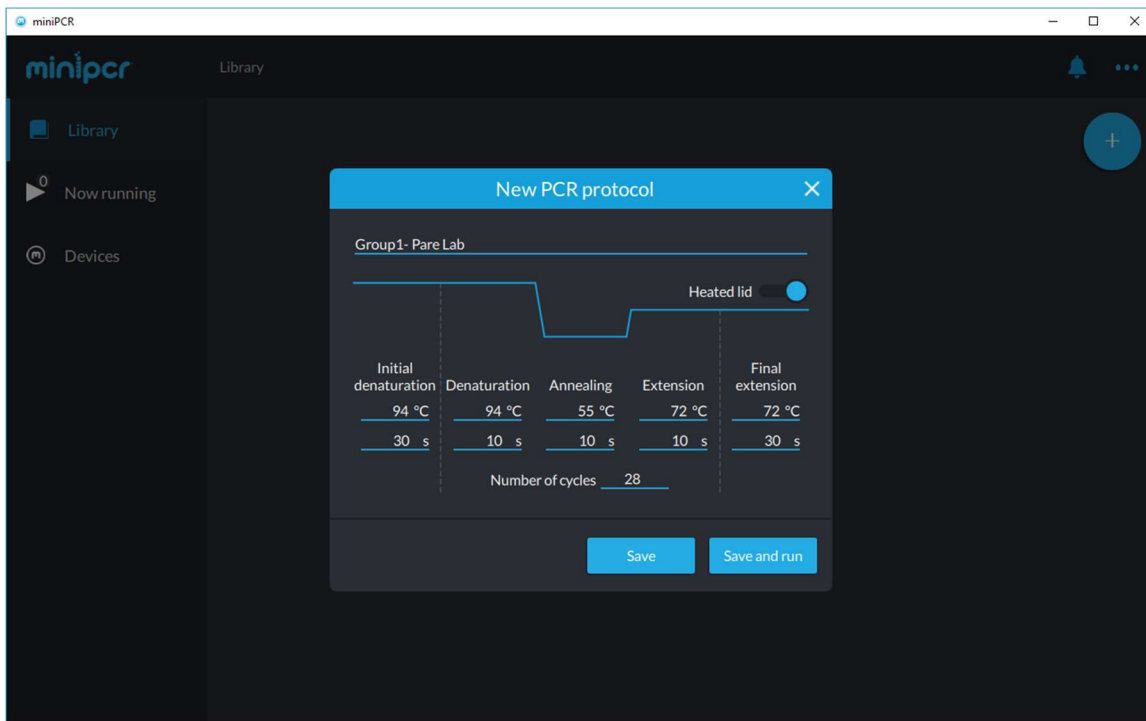 miniPCR
minipcr
Library
Library
0
Now running
Devices
New PCR protocol
Group1- Pare Lab
Heated lid
Initial
denaturation Denaturation Annealing Extension Final
extension
94 °C 94 °C 55 °C 72 °C 72 °C
30 s 10 s 10 s 10 s 30 s
Number of cycles 28
Save Save and run